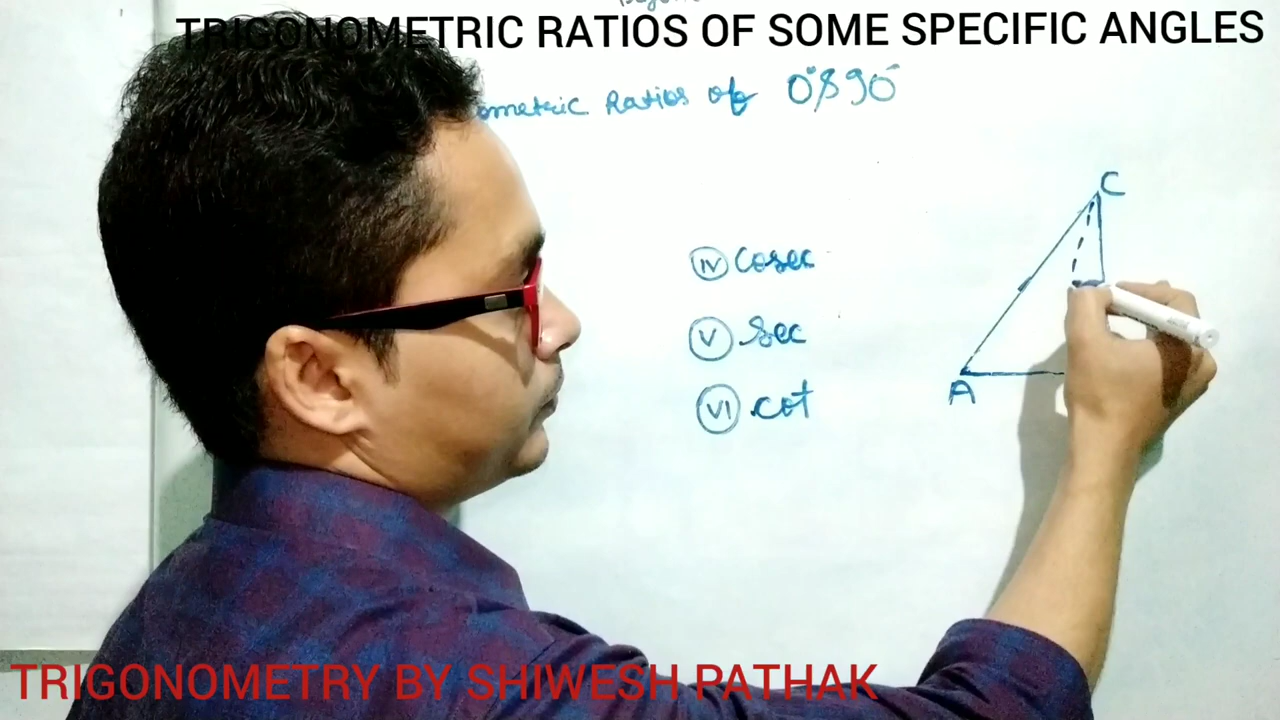 TRIGONOMETRIC RATIOS OF SOME SPECIFIC ANGLES
ometric Ratios of 0°& 90°
C
(IV) Cosec
(V) Sec
(VI) cot
A
TRIGONOMETRY BY SHIWESH PATHAK